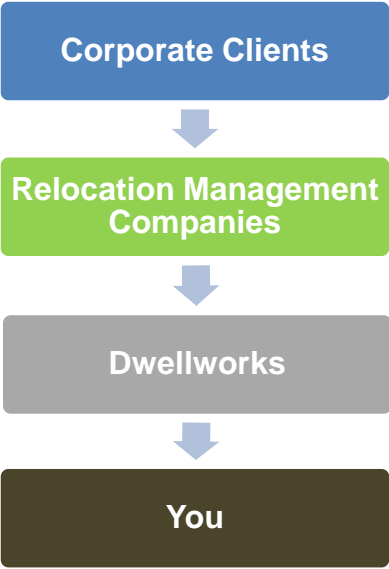 Corporate Clients
Relocation Management
Companies
Dwellworks
You